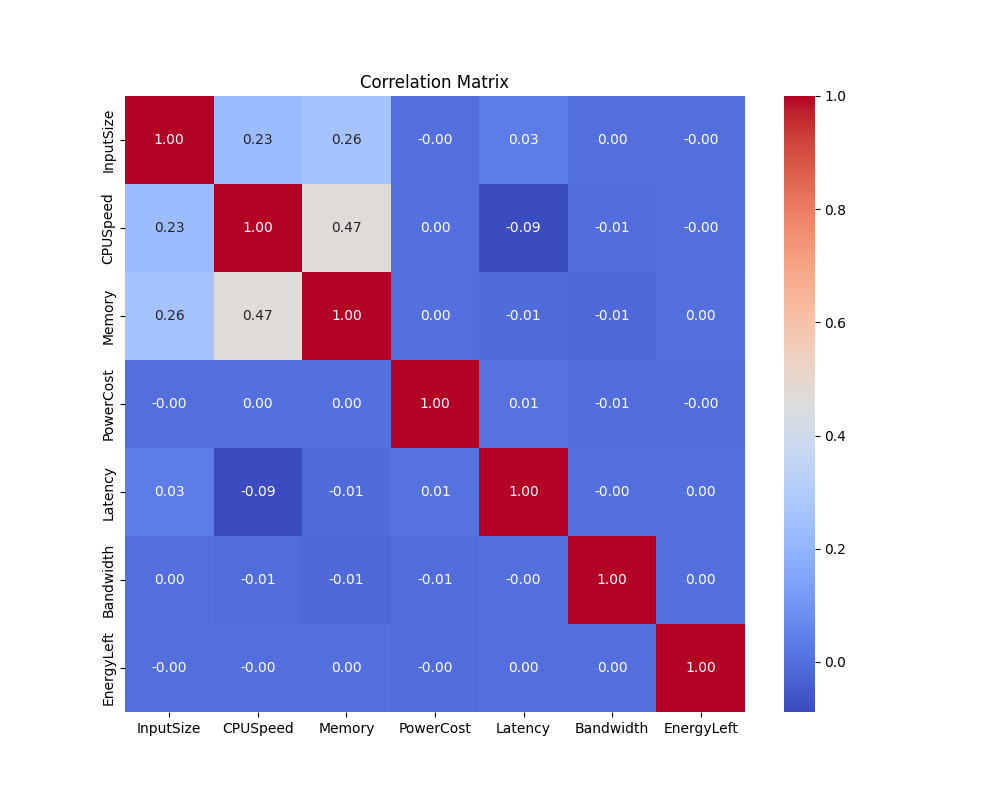 Correlation Matrix
InputSize 1.00 0.23 0.26 -0.00 0.03 0.00 -0.00
CPUSpeed 0.23 1.00 0.47 0.00 -0.09 -0.01 -0.00
Memory 0.26 0.47 1.00 0.00 -0.01 -0.01 0.00
PowerCost -0.00 0.00 0.00 1.00 0.01 -0.01 -0.00
Latency 0.03 -0.09 -0.01 0.01 1.00 -0.00 0.00
Bandwidth 0.00 -0.01 -0.01 -0.01 -0.00 1.00 0.00
EnergyLeft -0.00 -0.00 0.00 -0.00 0.00 0.00 1.00
InputSize CPUSpeed Memory PowerCost Latency Bandwidth EnergyLeft
1.0
0.8
0.6
0.4
0.2
0.0